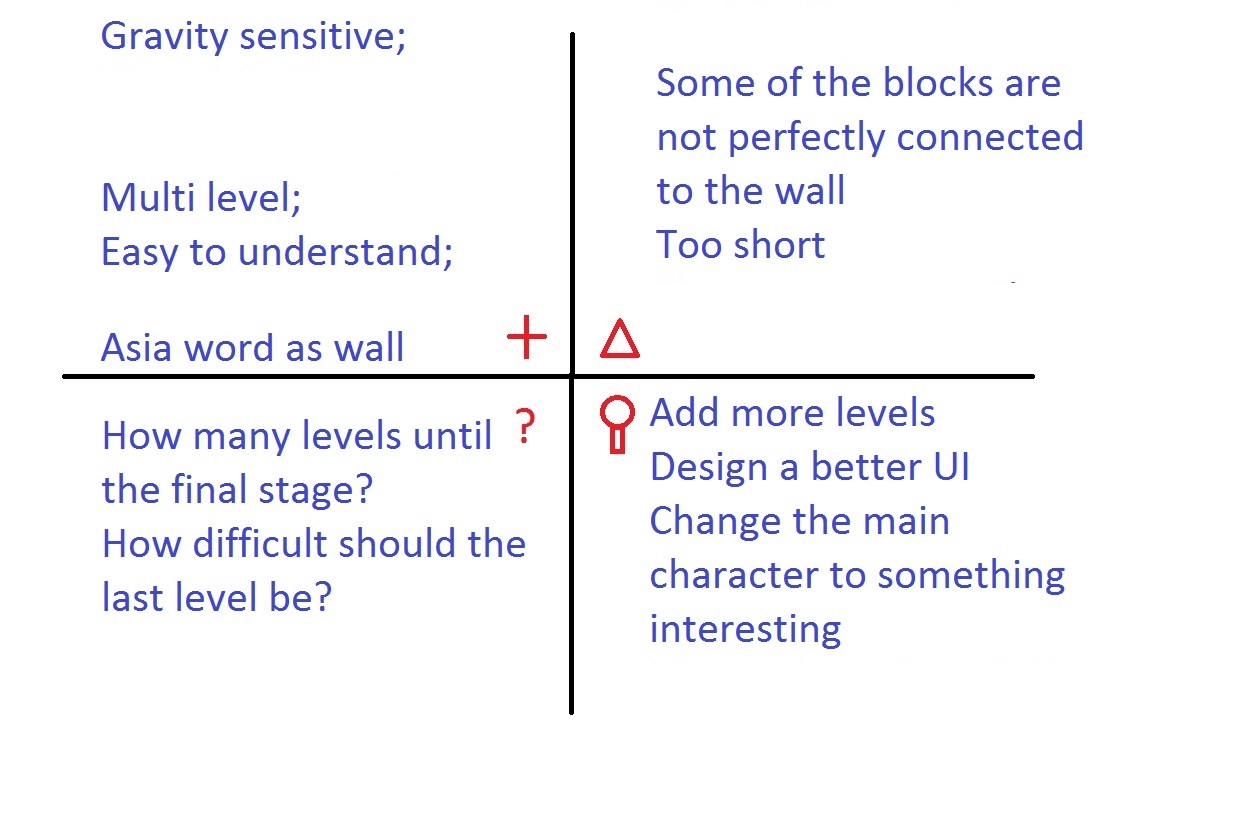 Gravity sensitive;
Multi level;
Easy to understand;
Asia word as wall
+
Some of the blocks are
not perfectly connected
to the wall
Too short
Δ
How many levels until
the final stage?
How difficult should the
last level be?
?
Add more levels
Design a better UI
Change the main
character to something
interesting